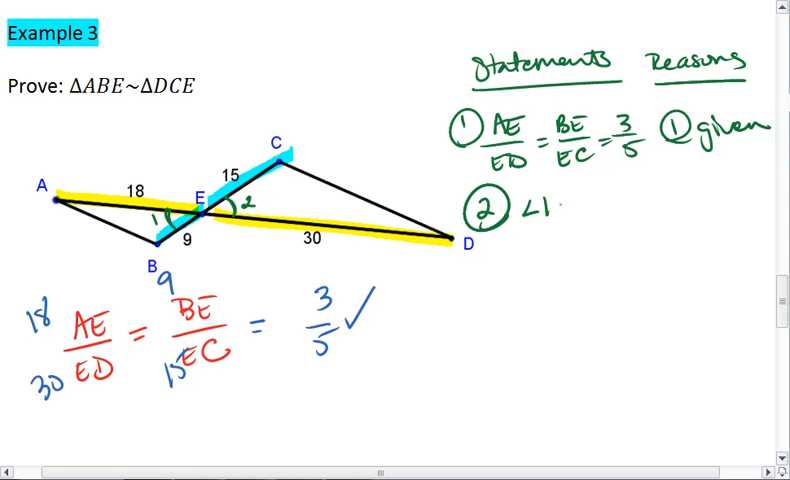 Example 3
Statements Reasons
Prove: ΔABE~ΔDCE
① AE/ED = BE/EC = 3/5 ① given
C
15
A
18
E
2
② ∠1
1
9
30
D
B
9
18 AE/ED = BE/EC = 3/5 ✓
30 15